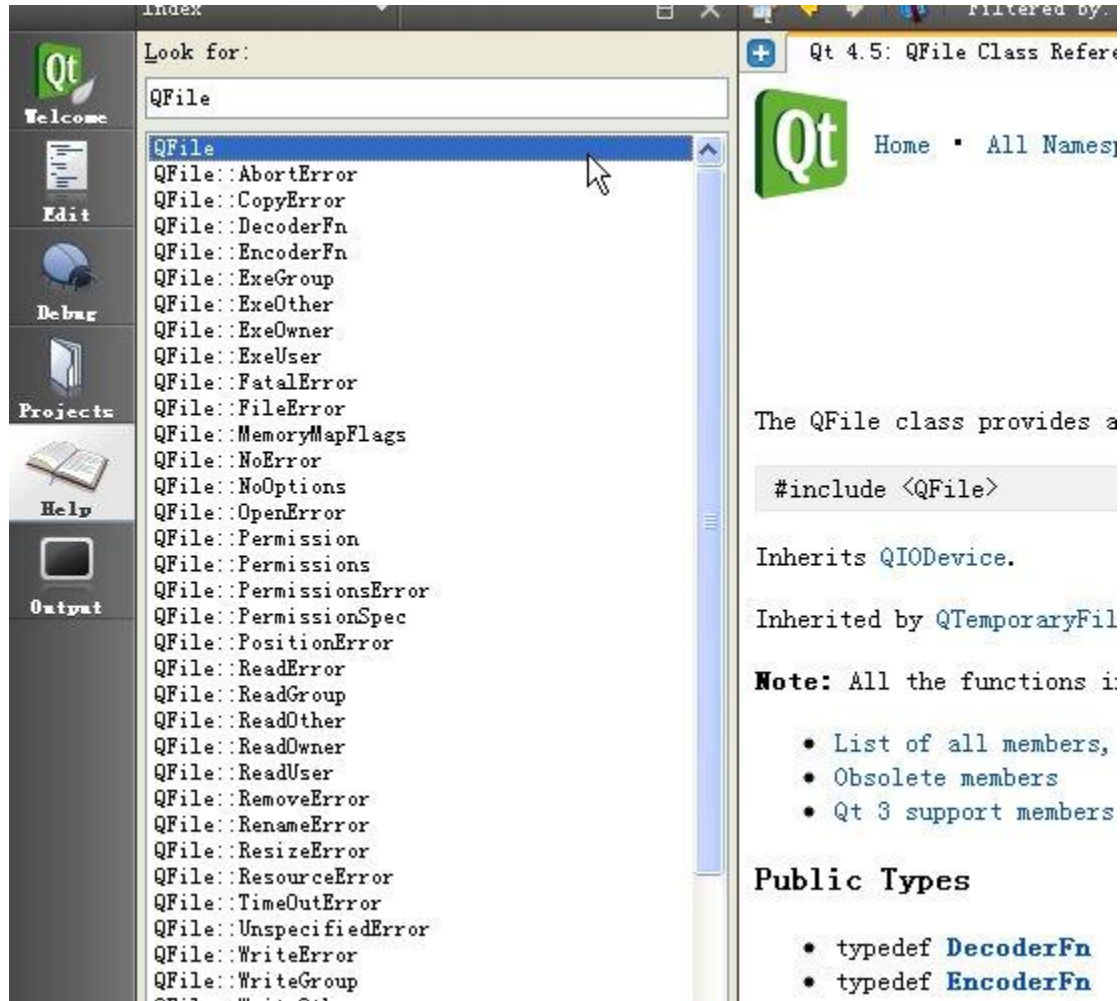 Index
Filtered by:
Qt
Welcome
Edit
Debug
Projects
Help
Output
Look for:
QFile
QFile
QFile::AbortError
QFile::CopyError
QFile::DecoderFn
QFile::EncoderFn
QFile::ExeGroup
QFile::ExeOther
QFile::ExeOwner
QFile::ExeUser
QFile::FatalError
QFile::FileError
QFile::MemoryMapFlags
QFile::NoError
QFile::NoOptions
QFile::OpenError
QFile::Permission
QFile::Permissions
QFile::PermissionsError
QFile::PermissionSpec
QFile::PositionError
QFile::ReadError
QFile::ReadGroup
QFile::ReadOther
QFile::ReadOwner
QFile::ReadUser
QFile::RemoveError
QFile::RenameError
QFile::ResizeError
QFile::ResourceError
QFile::TimeOutError
QFile::UnspecifiedError
QFile::WriteError
QFile::WriteGroup
Qt 4.5: QFile Class Refere
Qt
Home • All Namesp
The QFile class provides a
#include <QFile>
Inherits QIODevice.
Inherited by QTemporaryFil
Note: All the functions i
• List of all members,
• Obsolete members
• Qt 3 support members
Public Types
• typedef DecoderFn
• typedef EncoderFn